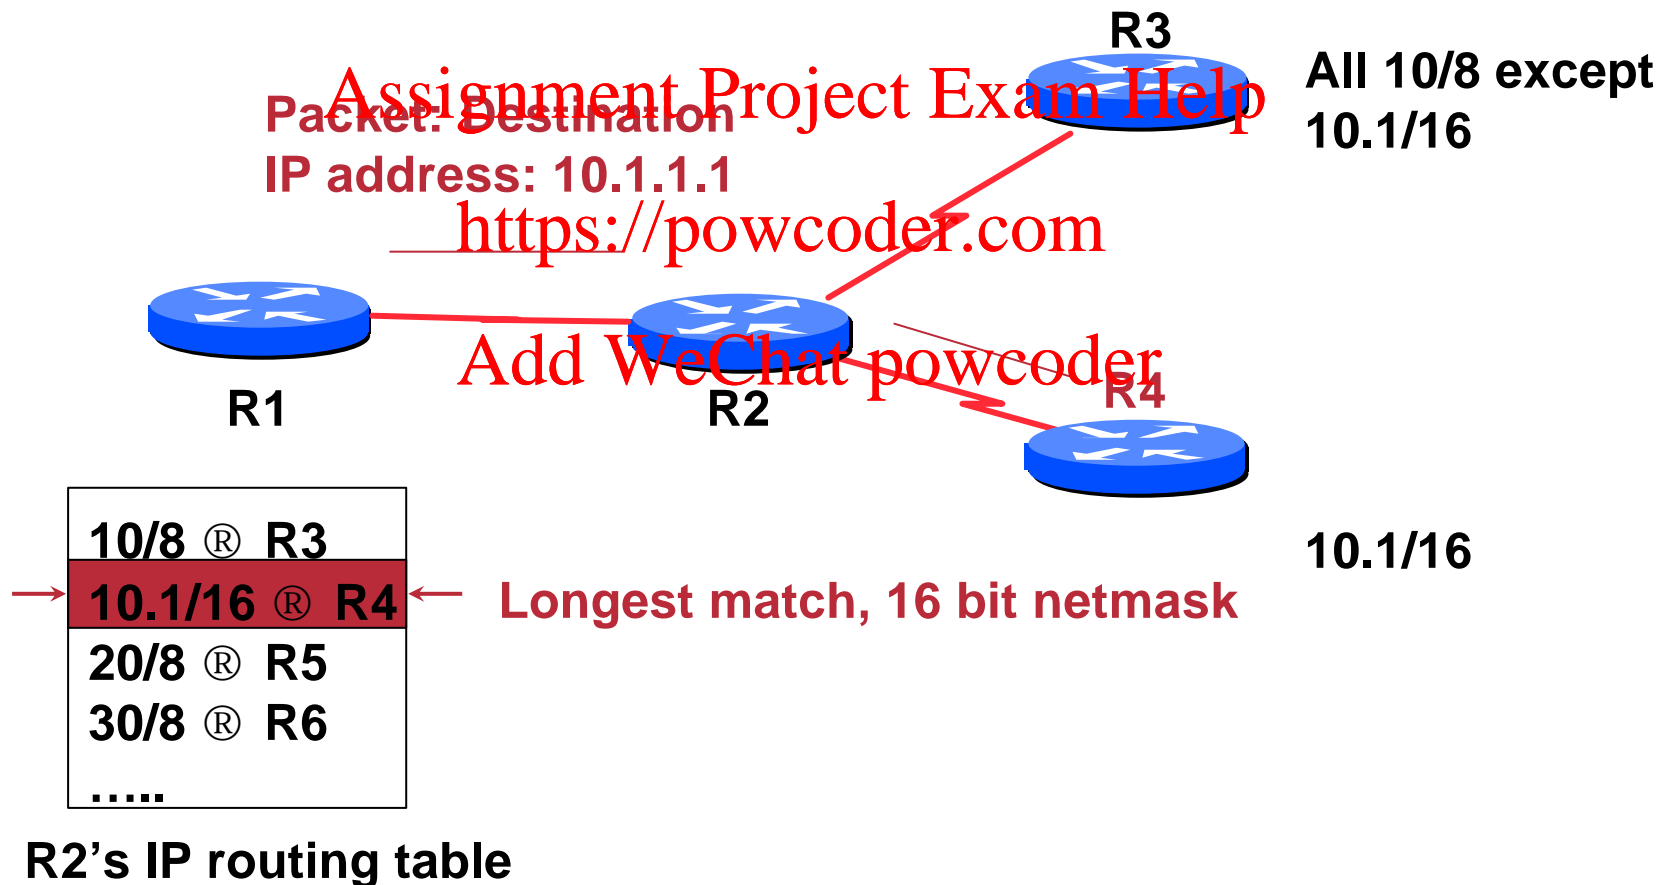 R3
All 10/8 except
10.1/16
Assignment Project Exam Help
Packet: Destination
IP address: 10.1.1.1
https://powcoder.com
Add WeChat powcoder
R1
R2
R4
10/8 ® R3
10.1/16 ® R4
20/8 ® R5
30/8 ® R6
…..
10.1/16
Longest match, 16 bit netmask
R2’s IP routing table